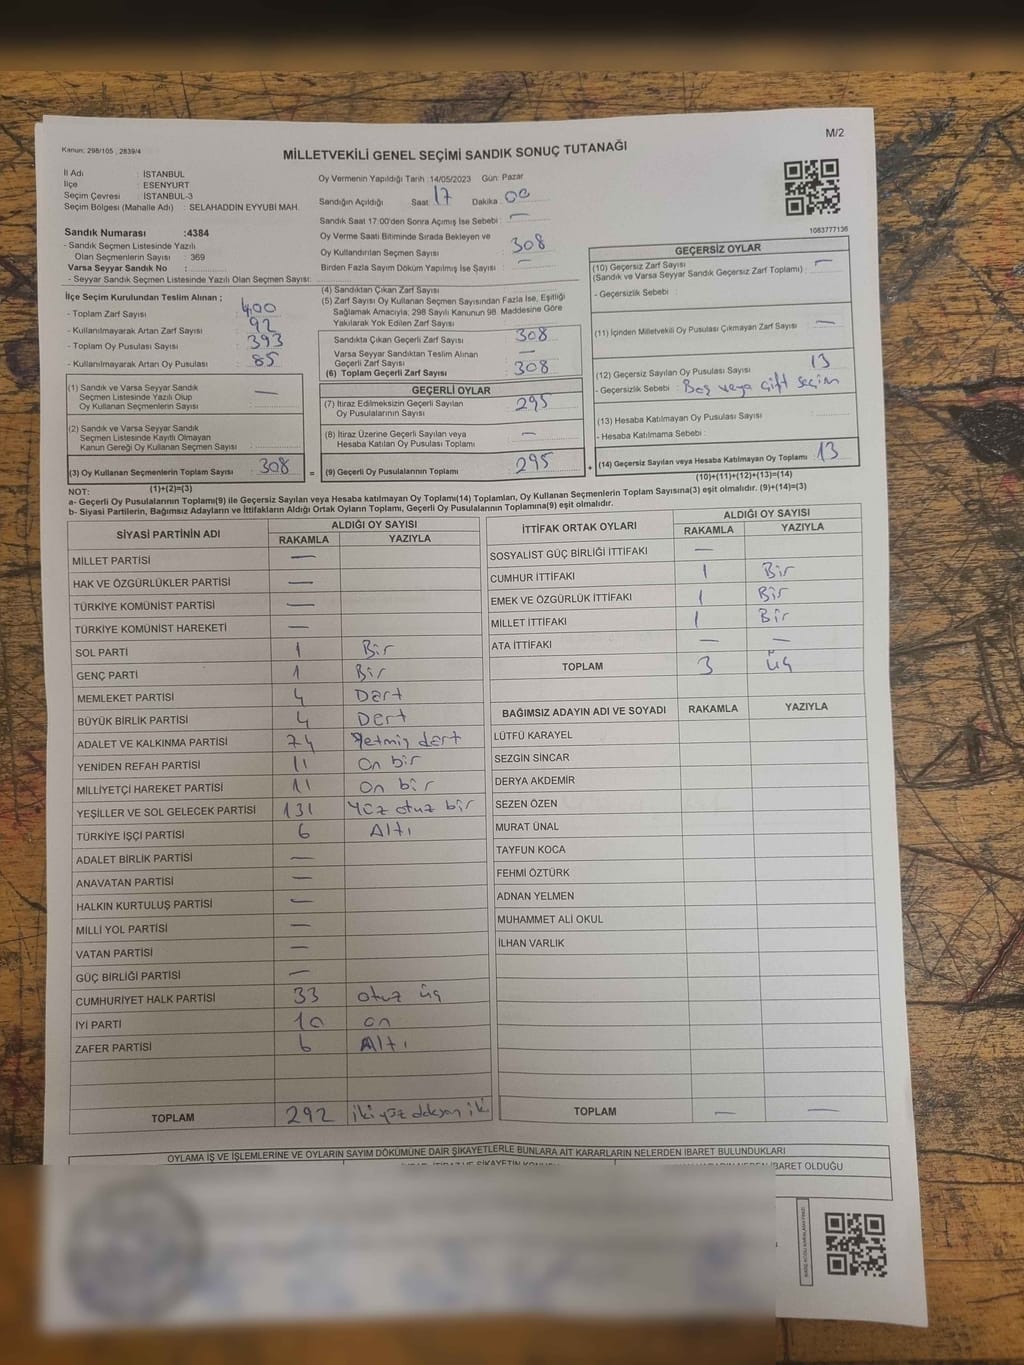 M/2
Kanun: 298/105 , 2839/4
MİLLETVEKİLİ GENEL SEÇİMİ SANDIK SONUÇ TUTANAĞI
İl Adı : İSTANBUL
İlçe : ESENYURT
Seçim Çevresi : İSTANBUL-3
Seçim Bölgesi (Mahalle Adı) : SELAHADDİN EYYUBİ MAH.
Sandık Numarası :4384
- Sandık Seçmen Listesinde Yazılı
Olan Seçmenlerin Sayısı : 369
Varsa Seyyar Sandık No :
- Seyyar Sandık Seçmen Listesinde Yazılı Olan Seçmen Sayısı:
Oy Vermenin Yapıldığı Tarih :14/05/2023 Gün: Pazar
Sandığın Açıldığı Saat : 17 Dakika : 00
Sandık Saat 17:00'den Sonra Açımış İse Sebebi : —
Oy Verme Saati Bitiminde Sırada Bekleyen ve
Oy Kullandırılan Seçmen Sayısı : 308
Birden Fazla Sayım Döküm Yapılmış İse Sayısı : —
1083777136
İlçe Seçim Kurulundan Teslim Alınan ;
- Toplam Zarf Sayısı : 400
- Kullanılmayarak Artan Zarf Sayısı : 92
- Toplam Oy Pusulası Sayısı : 393
- Kullanılmayarak Artan Oy Pusulası : 85
(1) Sandık ve Varsa Seyyar Sandık
Seçmen Listesinde Yazılı Olup
Oy Kullanan Seçmenlerin Sayısı : —
(2) Sandık ve Varsa Seyyar Sandık
Seçmen Listesinde Kayıtlı Olmayan
Kanun Gereği Oy Kullanan Seçmen Sayısı :
(3) Oy Kullanan Seçmenlerin Toplam Sayısı : 308
(1)+(2)=(3)
=
(4) Sandıktan Çıkan Zarf Sayısı :
(5) Zarf Sayısı Oy Kullanan Seçmen Sayısından Fazla İse, Eşitliği
Sağlamak Amacıyla; 298 Sayılı Kanunun 98. Maddesine Göre
Yakılarak Yok Edilen Zarf Sayısı :
Sandıkta Çıkan Geçerli Zarf Sayısı : 308
Varsa Seyyar Sandıktan Teslim Alınan
Geçerli Zarf Sayısı : —
(6) Toplam Geçerli Zarf Sayısı : 308
GEÇERLİ OYLAR
(7) İtiraz Edilmeksizin Geçerli Sayılan
Oy Pusulalarının Sayısı : 295
(8) İtiraz Üzerine Geçerli Sayılan veya
Hesaba Katılan Oy Pusulası Toplamı : —
(9) Geçerli Oy Pusulalarının Toplamı : 295
+
GEÇERSİZ OYLAR
(10) Geçersiz Zarf Sayısı
(Sandık ve Varsa Seyyar Sandık Geçersiz Zarf Toplamı) : —
- Geçersizlik Sebebi :
(11) İçinden Milletvekili Oy Pusulası Çıkmayan Zarf Sayısı : —
(12) Geçersiz Sayılan Oy Pusulası Sayısı : 13
- Geçersizlik Sebebi : Boş veya çift seçim
(13) Hesaba Katılmayan Oy Pusulası Sayısı :
- Hesaba Katılmama Sebebi :
(14) Geçersiz Sayılan veya Hesaba Katılmayan Oy Toplamı : 13
(10)+(11)+(12)+(13)=(14)
NOT:
a- Geçerli Oy Pusulalarının Toplamı(9) ile Geçersiz Sayılan veya Hesaba katılmayan Oy Toplamı(14) Toplamları, Oy Kullanan Seçmenlerin Toplam Sayısına(3) eşit olmalıdır. (9)+(14)=(3)
b- Siyasi Partilerin, Bağımsız Adayların ve İttifakların Aldığı Ortak Oyların Toplamı, Geçerli Oy Pusulalarının Toplamına(9) eşit olmalıdır.
SİYASİ PARTİNİN ADI ALDIĞI OY SAYISI
RAKAMLA YAZIYLA
MİLLET PARTİSİ —
HAK VE ÖZGÜRLÜKLER PARTİSİ —
TÜRKİYE KOMÜNİST PARTİSİ —
TÜRKİYE KOMÜNİST HAREKETİ —
SOL PARTİ 1 Bir
GENÇ PARTİ 1 Bir
MEMLEKET PARTİSİ 4 Dört
BÜYÜK BİRLİK PARTİSİ 4 Dert
ADALET VE KALKINMA PARTİSİ 74 Yetmiş dört
YENİDEN REFAH PARTİSİ 11 On bir
MİLLİYETÇİ HAREKET PARTİSİ 11 On bir
YEŞİLLER VE SOL GELECEK PARTİSİ 131 Yüz otuz bir
TÜRKİYE İŞÇİ PARTİSİ 6 Altı
ADALET BİRLİK PARTİSİ —
ANAVATAN PARTİSİ —
HALKIN KURTULUŞ PARTİSİ —
MİLLİ YOL PARTİSİ —
VATAN PARTİSİ —
GÜÇ BİRLİĞİ PARTİSİ —
CUMHURİYET HALK PARTİSİ 33 otuz üç
İYİ PARTİ 10 on
ZAFER PARTİSİ 6 Altı
TOPLAM 292 iki yüz doksan iki
İTTİFAK ORTAK OYLARI ALDIĞI OY SAYISI
RAKAMLA YAZIYLA
SOSYALİST GÜÇ BİRLİĞİ İTTİFAKI —
CUMHUR İTTİFAKI 1 Bir
EMEK VE ÖZGÜRLÜK İTTİFAKI 1 Bir
MİLLET İTTİFAKI 1 Bir
ATA İTTİFAKI — —
TOPLAM 3 üç
BAĞIMSIZ ADAYIN ADI VE SOYADI RAKAMLA YAZIYLA
LÜTFÜ KARAYEL
SEZGİN SİNCAR
DERYA AKDEMİR
SEZEN ÖZEN
MURAT ÜNAL
TAYFUN KOCA
FEHMİ ÖZTÜRK
ADNAN YELMEN
MUHAMMET ALİ OKUL
İLHAN VARLIK
TOPLAM — —
OYLAMA İŞ VE İŞLEMLERINE VE OYLARIN SAYIM DÖKÜMÜNE DAİR ŞİKAYETLERLE BUNLARA AİT KARARLARIN NELERDEN İBARET BULUNDUKLARI
İBARET OLDUĞU